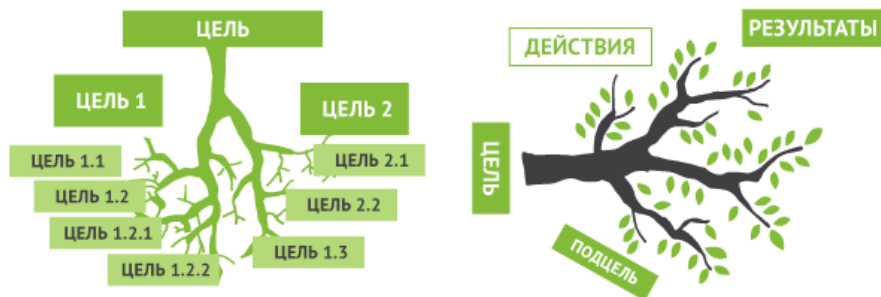 ЦЕЛЬ
ЦЕЛЬ 1
ЦЕЛЬ 2
ЦЕЛЬ 1.1
ЦЕЛЬ 2.1
ЦЕЛЬ 1.2
ЦЕЛЬ 2.2
ЦЕЛЬ 1.2.1
ЦЕЛЬ 1.3
ЦЕЛЬ 1.2.2
РЕЗУЛЬТАТЫ
ДЕЙСТВИЯ
ЦЕЛЬ
ПОДЦЕЛЬ